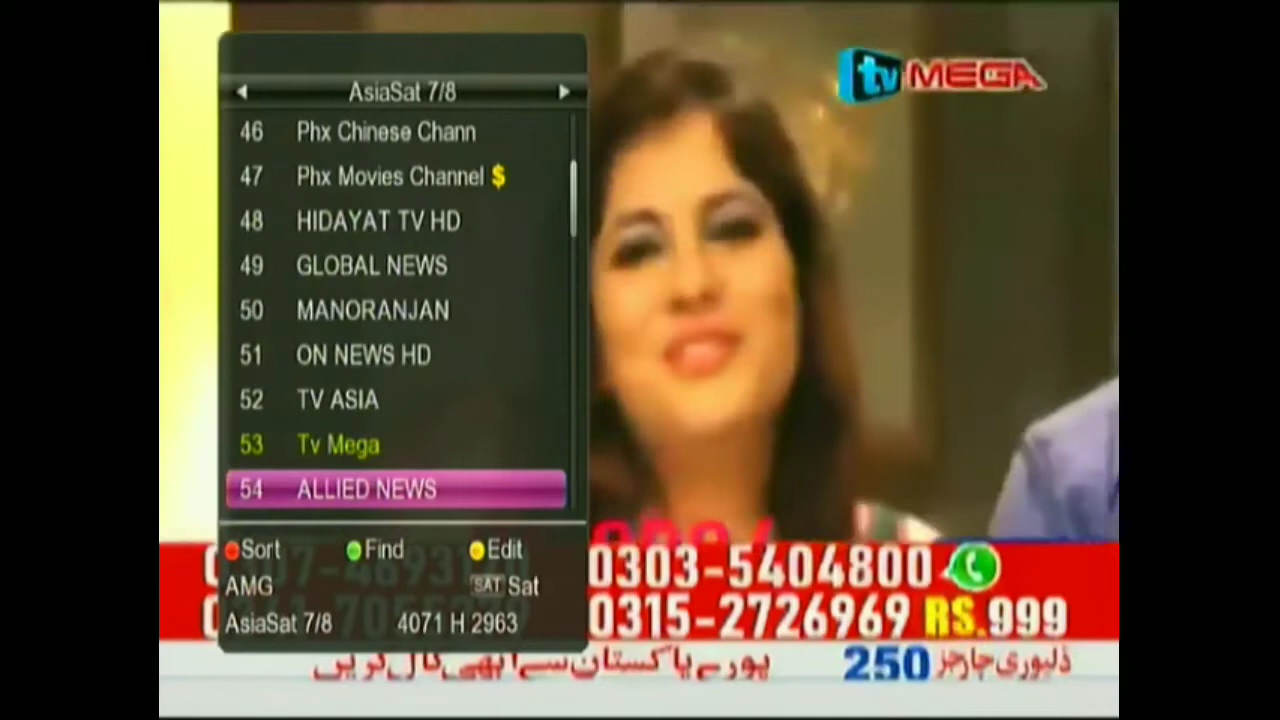 tv MEGA
AsiaSat 7/8
46 Phx Chinese Chann
47 Phx Movies Channel $
48 HIDAYAT TV HD
49 GLOBAL NEWS
50 MANORANJAN
51 ON NEWS HD
52 TV ASIA
53 Tv Mega
54 ALLIED NEWS
Sort Find Edit
AMG SAT Sat
AsiaSat 7/8 4071 H 2963
0303-5404800
0315-2726969 RS.999
ڈلیوری چارجز 250 پورے پاکستان سے ابھی کال کریں